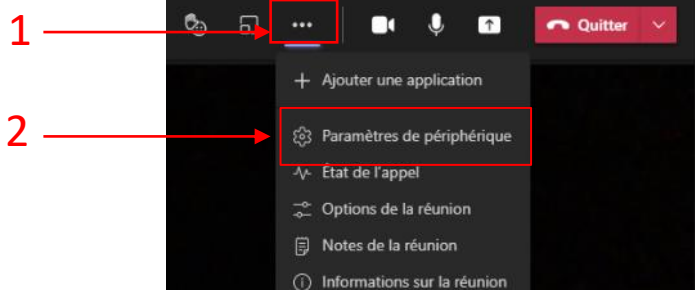 1
Quitter
Ajouter une application
2
Paramètres de périphérique
État de l'appel
Options de la réunion
Notes de la réunion
Informations sur la réunion